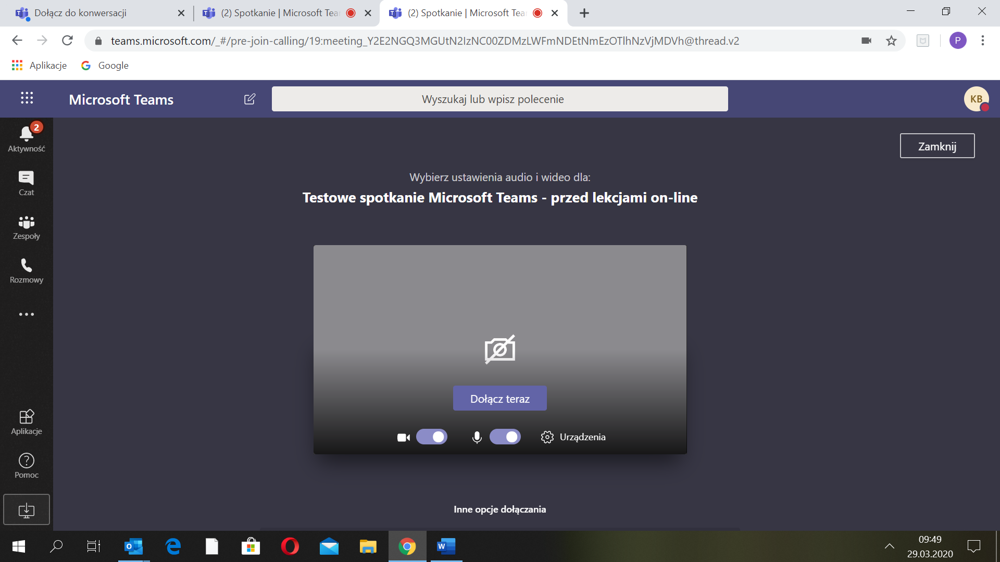 Dołącz do konwersacji
(2) Spotkanie | Microsoft Tea
(2) Spotkanie | Microsoft Tea
teams.microsoft.com/_#/pre-join-calling/19:meeting_Y2E2NGQ3MGUtN2IzNC00ZDMzLWFmNDEtNmEzOTlhNzVjMDVh@thread.v2
P
Aplikacje
Google
Microsoft Teams
Wyszukaj lub wpisz polecenie
KB
2
Aktywność
Czat
Zespoły
Rozmowy
Aplikacje
Pomoc
Zamknij
Wybierz ustawienia audio i wideo dla:
Testowe spotkanie Microsoft Teams - przed lekcjami on-line
Dołącz teraz
Urządzenia
Inne opcje dołączania
09:49
29.03.2020